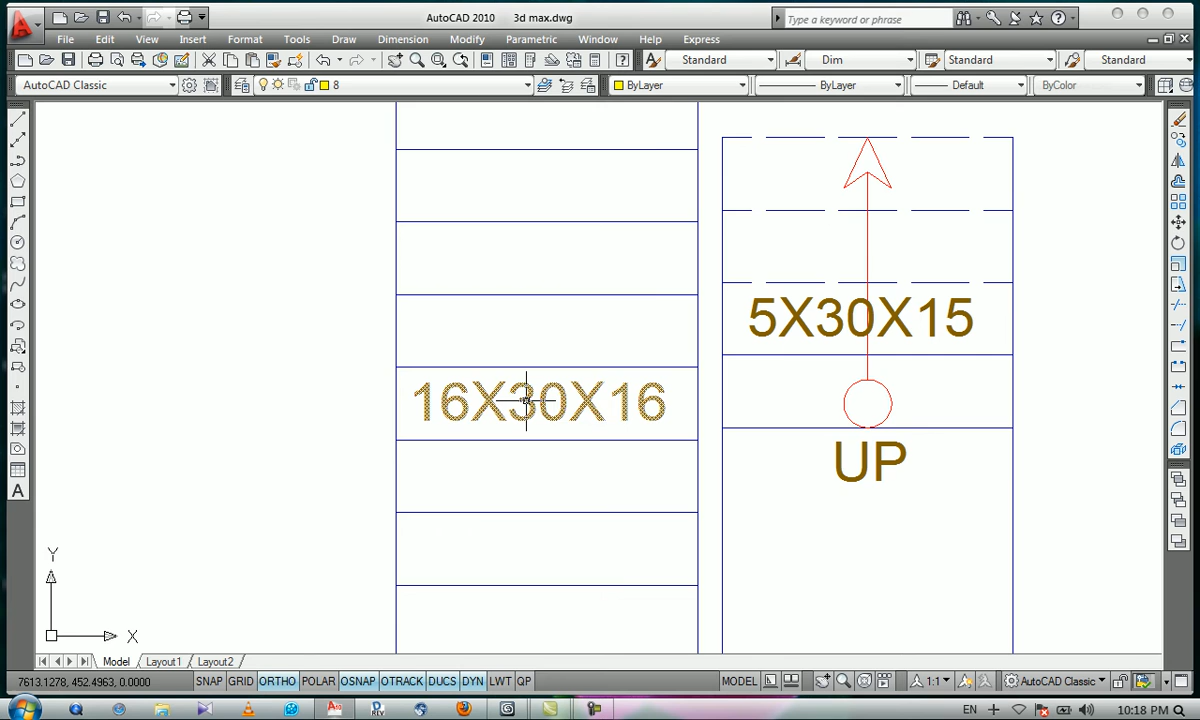 AutoCAD 2010 3d max.dwg
Type a keyword or phrase
File Edit View Insert Format Tools Draw Dimension Modify Parametric Window Help Express
Standard Dim Standard Standard
AutoCAD Classic 8 ByLayer ByLayer Default ByColor
16X30X16
5X30X15
UP
Y
X
A
Model Layout1 Layout2
7613.1278, 452.4963, 0.0000 SNAP GRID ORTHO POLAR OSNAP OTRACK DUCS DYN LWT QP MODEL 1:1 AutoCAD Classic
EN 10:18 PM